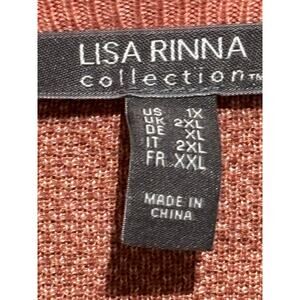 LISA RINNA
collection™
US 1X
UK 2XL
DE XL
IT 2XL
FR XXL
MADE IN
CHINA